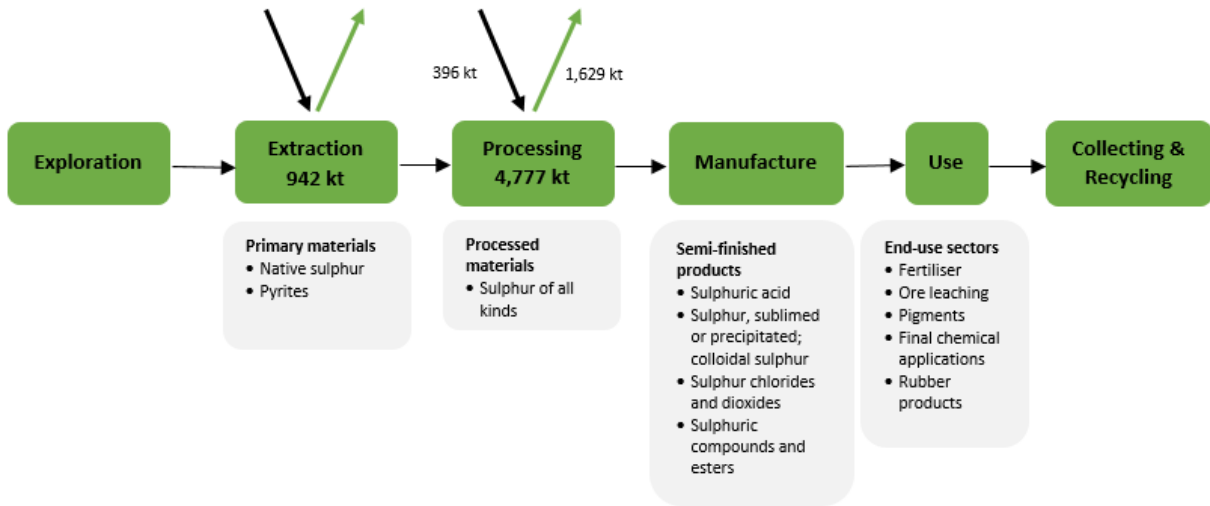 396 kt
1,629 kt
Exploration
Extraction
942 kt
Processing
4,777 kt
Manufacture
Use
Collecting &
Recycling
Primary materials
• Native sulphur
• Pyrites
Processed
materials
• Sulphur of all
kinds
Semi-finished
products
• Sulphuric acid
• Sulphur, sublimed
or precipitated;
colloidal sulphur
• Sulphur chlorides
and dioxides
• Sulphuric
compounds and
esters
End-use sectors
• Fertiliser
• Ore leaching
• Pigments
• Final chemical
applications
• Rubber
products